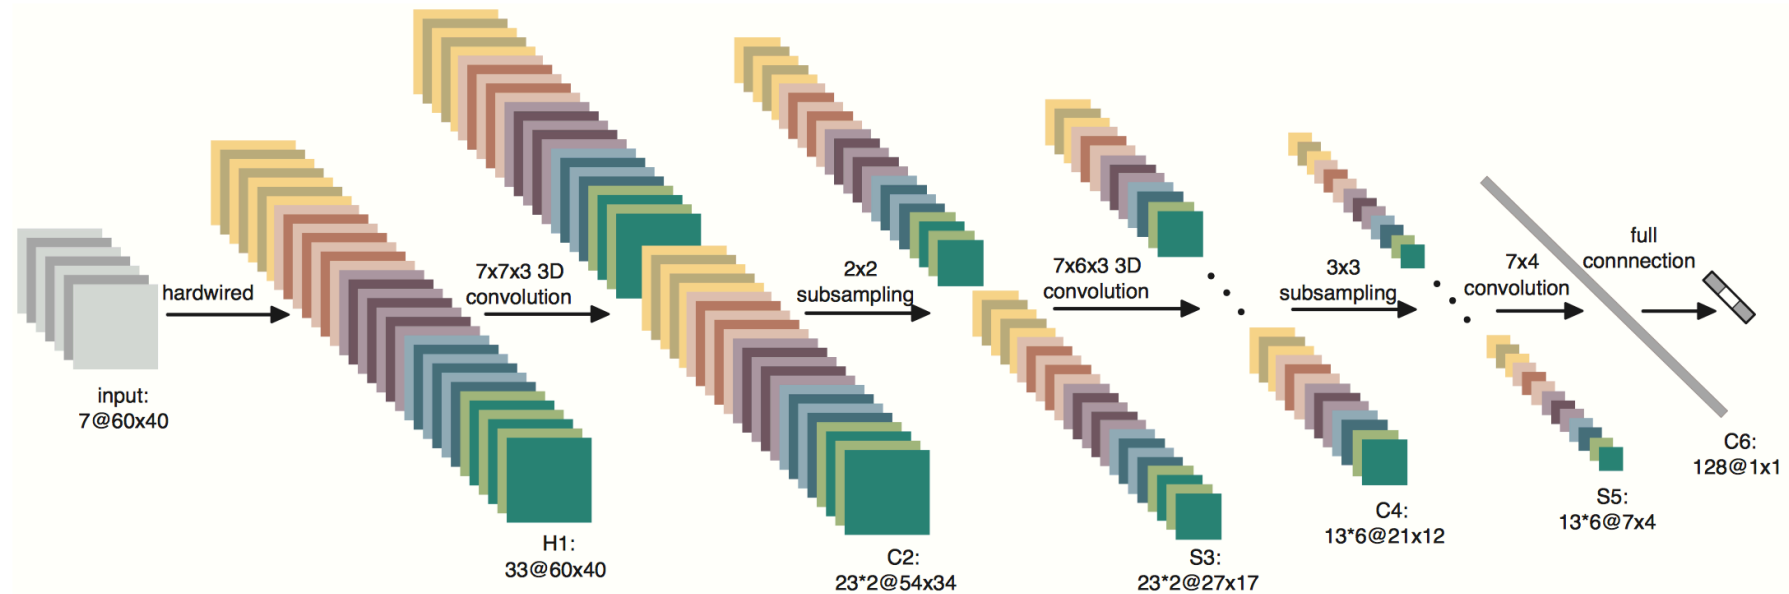 input:
7@60x40
hardwired
H1:
33@60x40
7x7x3 3D
convolution
C2:
23*2@54x34
2x2
subsampling
S3:
23*2@27x17
7x6x3 3D
convolution
C4:
13*6@21x12
3x3
subsampling
S5:
13*6@7x4
7x4
convolution
C6:
128@1x1
full
connnection